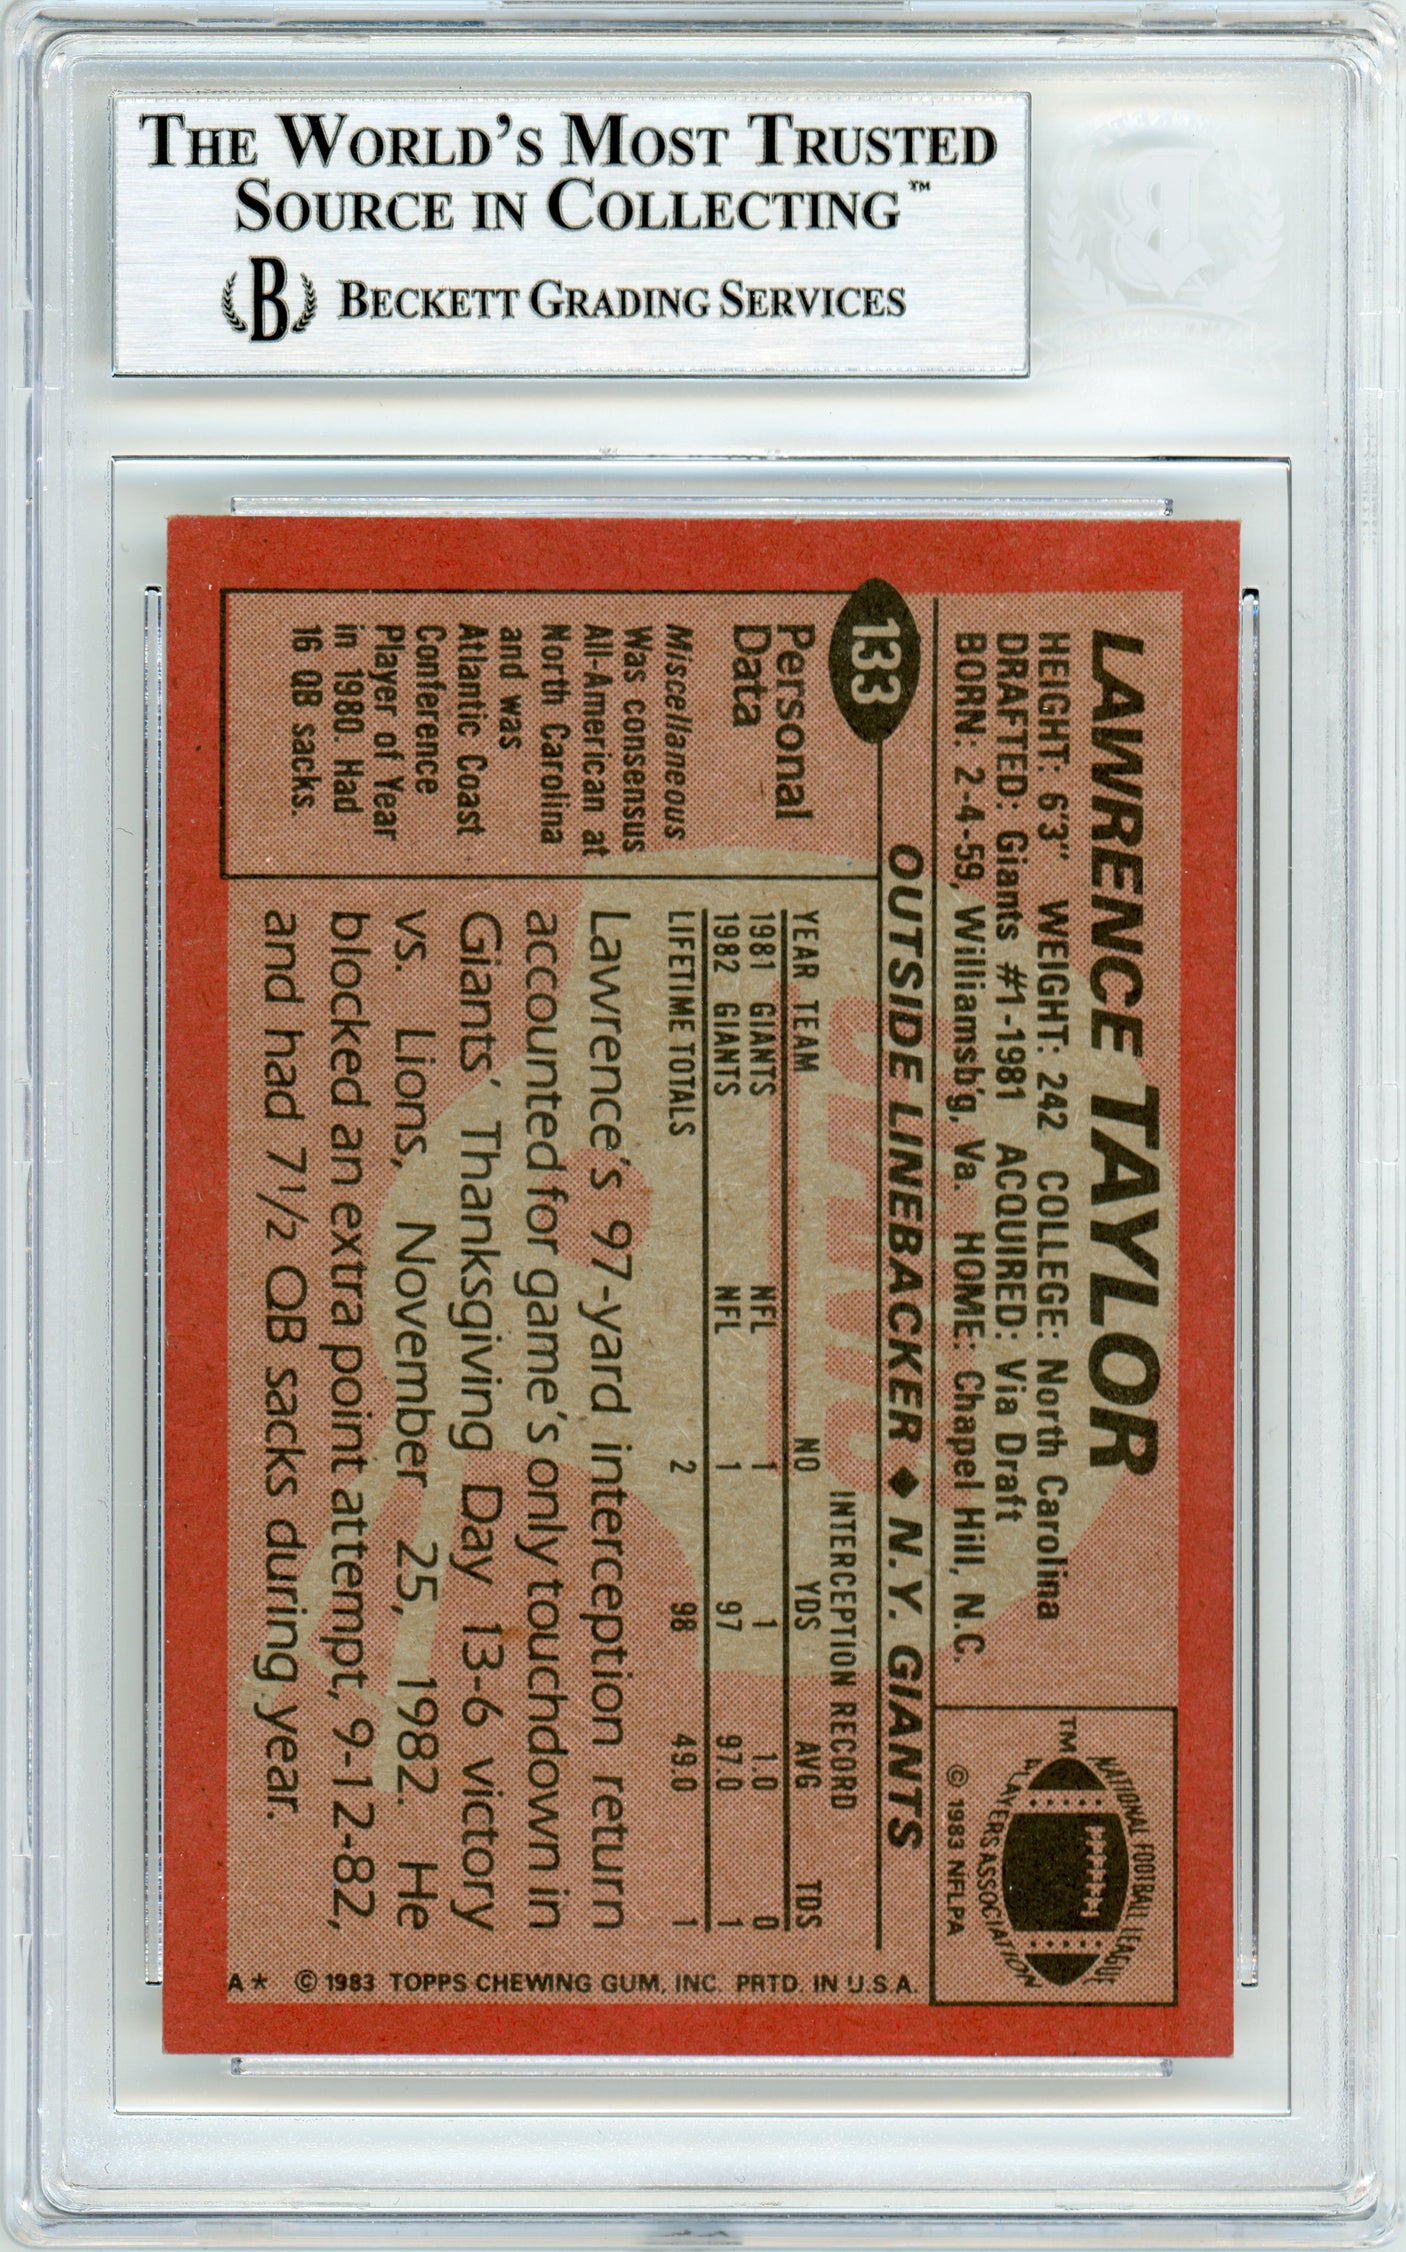 THE WORLD'S MOST TRUSTED
SOURCE IN COLLECTING™
B BECKETT GRADING SERVICES
LAWRENCE TAYLOR
HEIGHT: 6'3" WEIGHT: 242 COLLEGE: North Carolina
DRAFTED: Giants #1-1981 ACQUIRED: Via Draft
BORN: 2-4-59, Williamsb'g, Va. HOME: Chapel Hill, N.C.
NATIONAL FOOTBALL LEAGUE
PLAYERS ASSOCIATION
TM
© 1983 NFLPA
133
OUTSIDE LINEBACKER ◆ N.Y. GIANTS
Personal
Data
Miscellaneous
Was consensus
All-American at
North Carolina
and was
Atlantic Coast
Conference
Player of Year
in 1980. Had
16 QB sacks.
INTERCEPTION RECORD
YEAR TEAM NO YDS AVG TDS
1981 GIANTS NFL 1 1 1.0 0
1982 GIANTS NFL 1 97 97.0 1
LIFETIME TOTALS 2 98 49.0 1
Lawrence's 97-yard interception return
accounted for game's only touchdown in
Giants' Thanksgiving Day 13-6 victory
vs. Lions, November 25, 1982. He
blocked an extra point attempt, 9-12-82,
and had 7½ QB sacks during year.
A* © 1983 TOPPS CHEWING GUM, INC. PRTD. IN U.S.A.